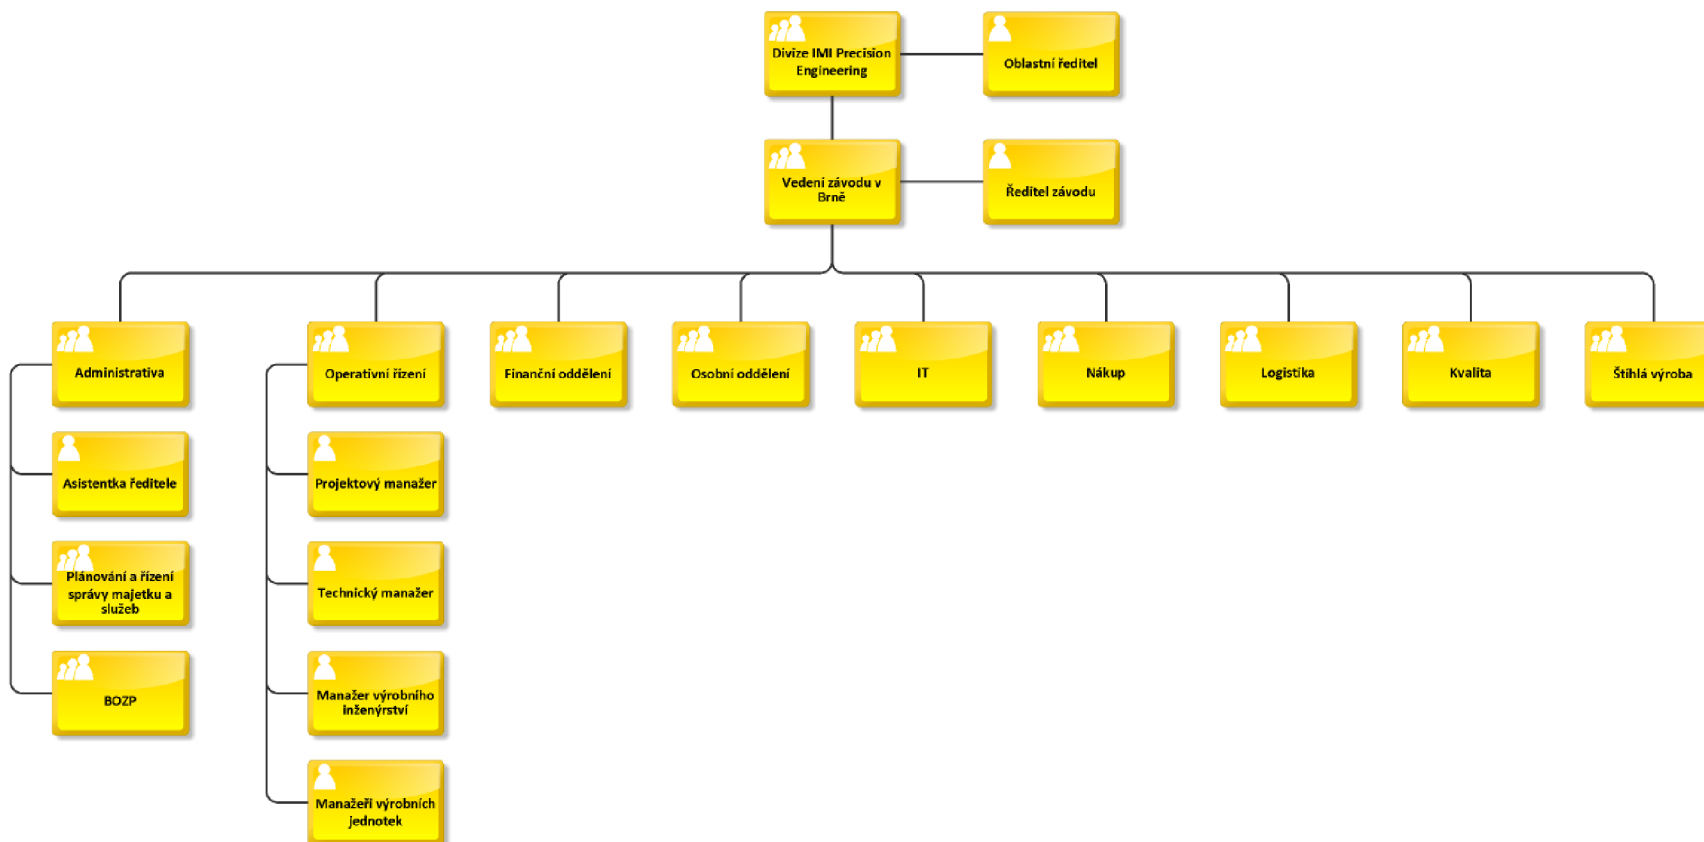 Divize IMI Precision
Engineering
Oblastní ředitel
Vedení závodu v
Brně
Ředitel závodu
Administrativa
Operativní řízení
Finanční oddělení
Osobní oddělení
IT
Nákup
Logistika
Kvalita
Štíhlá výroba
Asistentka ředitele
Projektový manažer
Plánování a řízení
správy majetku a
služeb
Technický manažer
BOZP
Manažer výrobního
inženýrství
Manažeři výrobních
jednotek